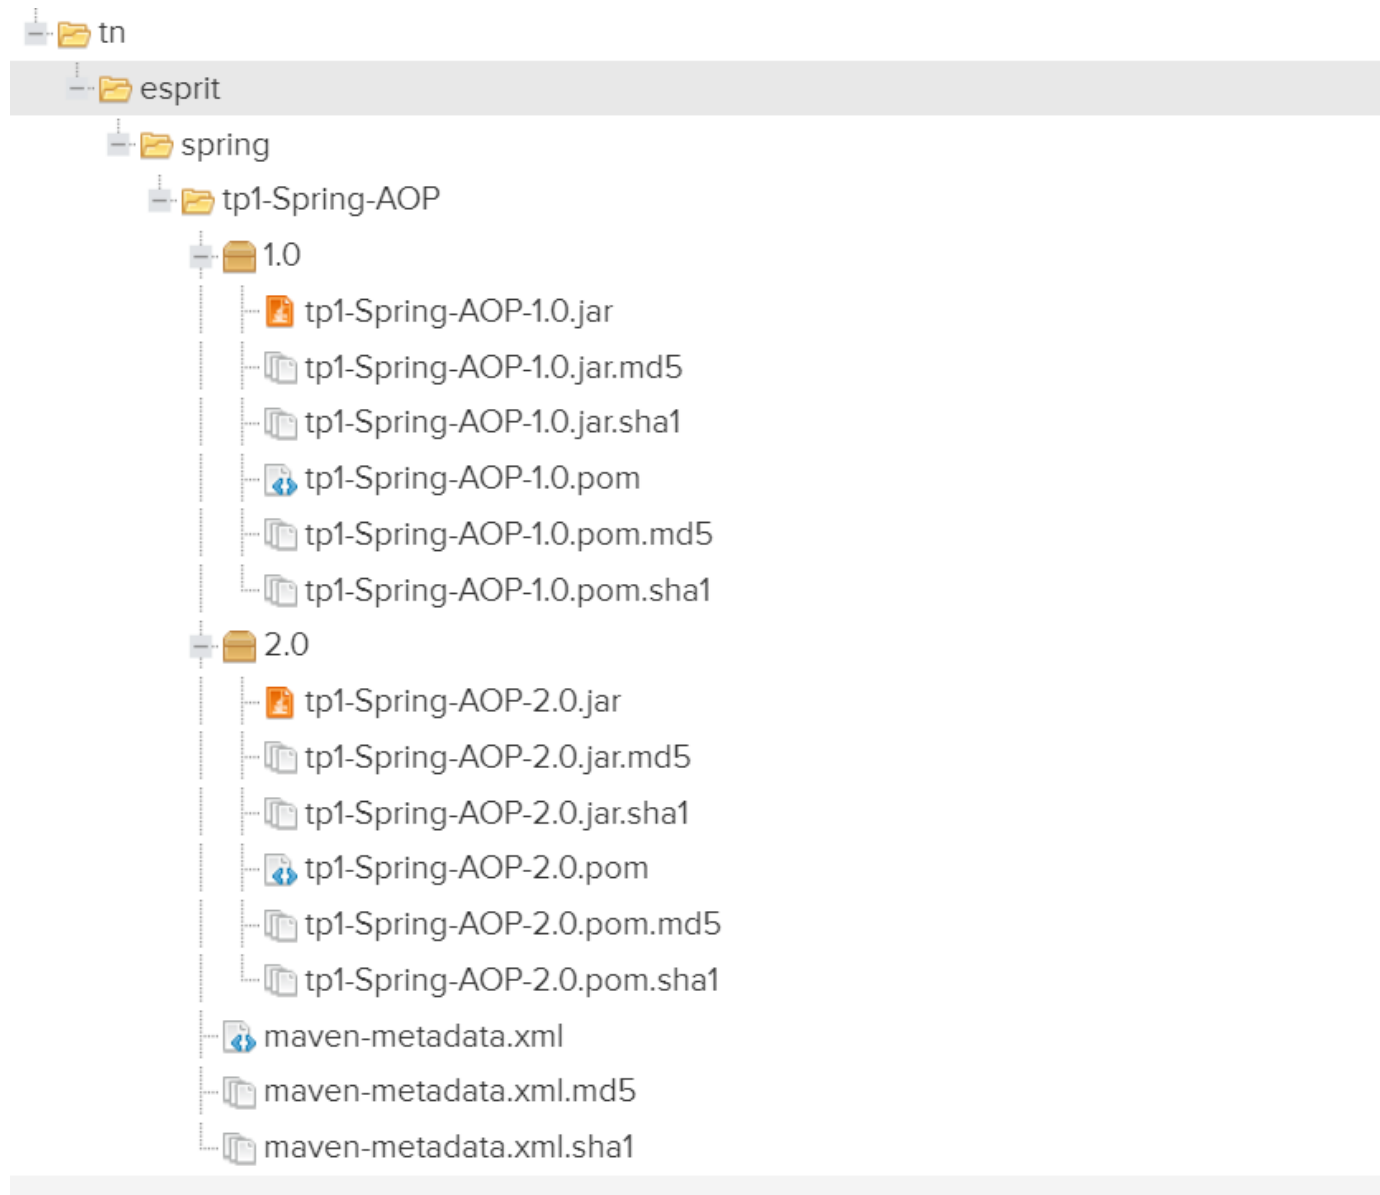 tn
esprit
spring
tp1-Spring-AOP
1.0
tp1-Spring-AOP-1.0.jar
tp1-Spring-AOP-1.0.jar.md5
tp1-Spring-AOP-1.0.jar.sha1
tp1-Spring-AOP-1.0.pom
tp1-Spring-AOP-1.0.pom.md5
tp1-Spring-AOP-1.0.pom.sha1
2.0
tp1-Spring-AOP-2.0.jar
tp1-Spring-AOP-2.0.jar.md5
tp1-Spring-AOP-2.0.jar.sha1
tp1-Spring-AOP-2.0.pom
tp1-Spring-AOP-2.0.pom.md5
tp1-Spring-AOP-2.0.pom.sha1
maven-metadata.xml
maven-metadata.xml.md5
maven-metadata.xml.sha1